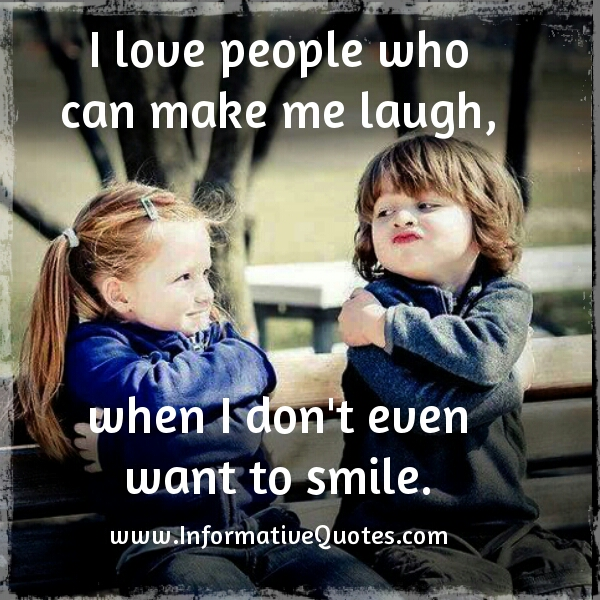 I love people who
can make me laugh,
when I don't even
want to smile.
www.InformativeQuotes.com